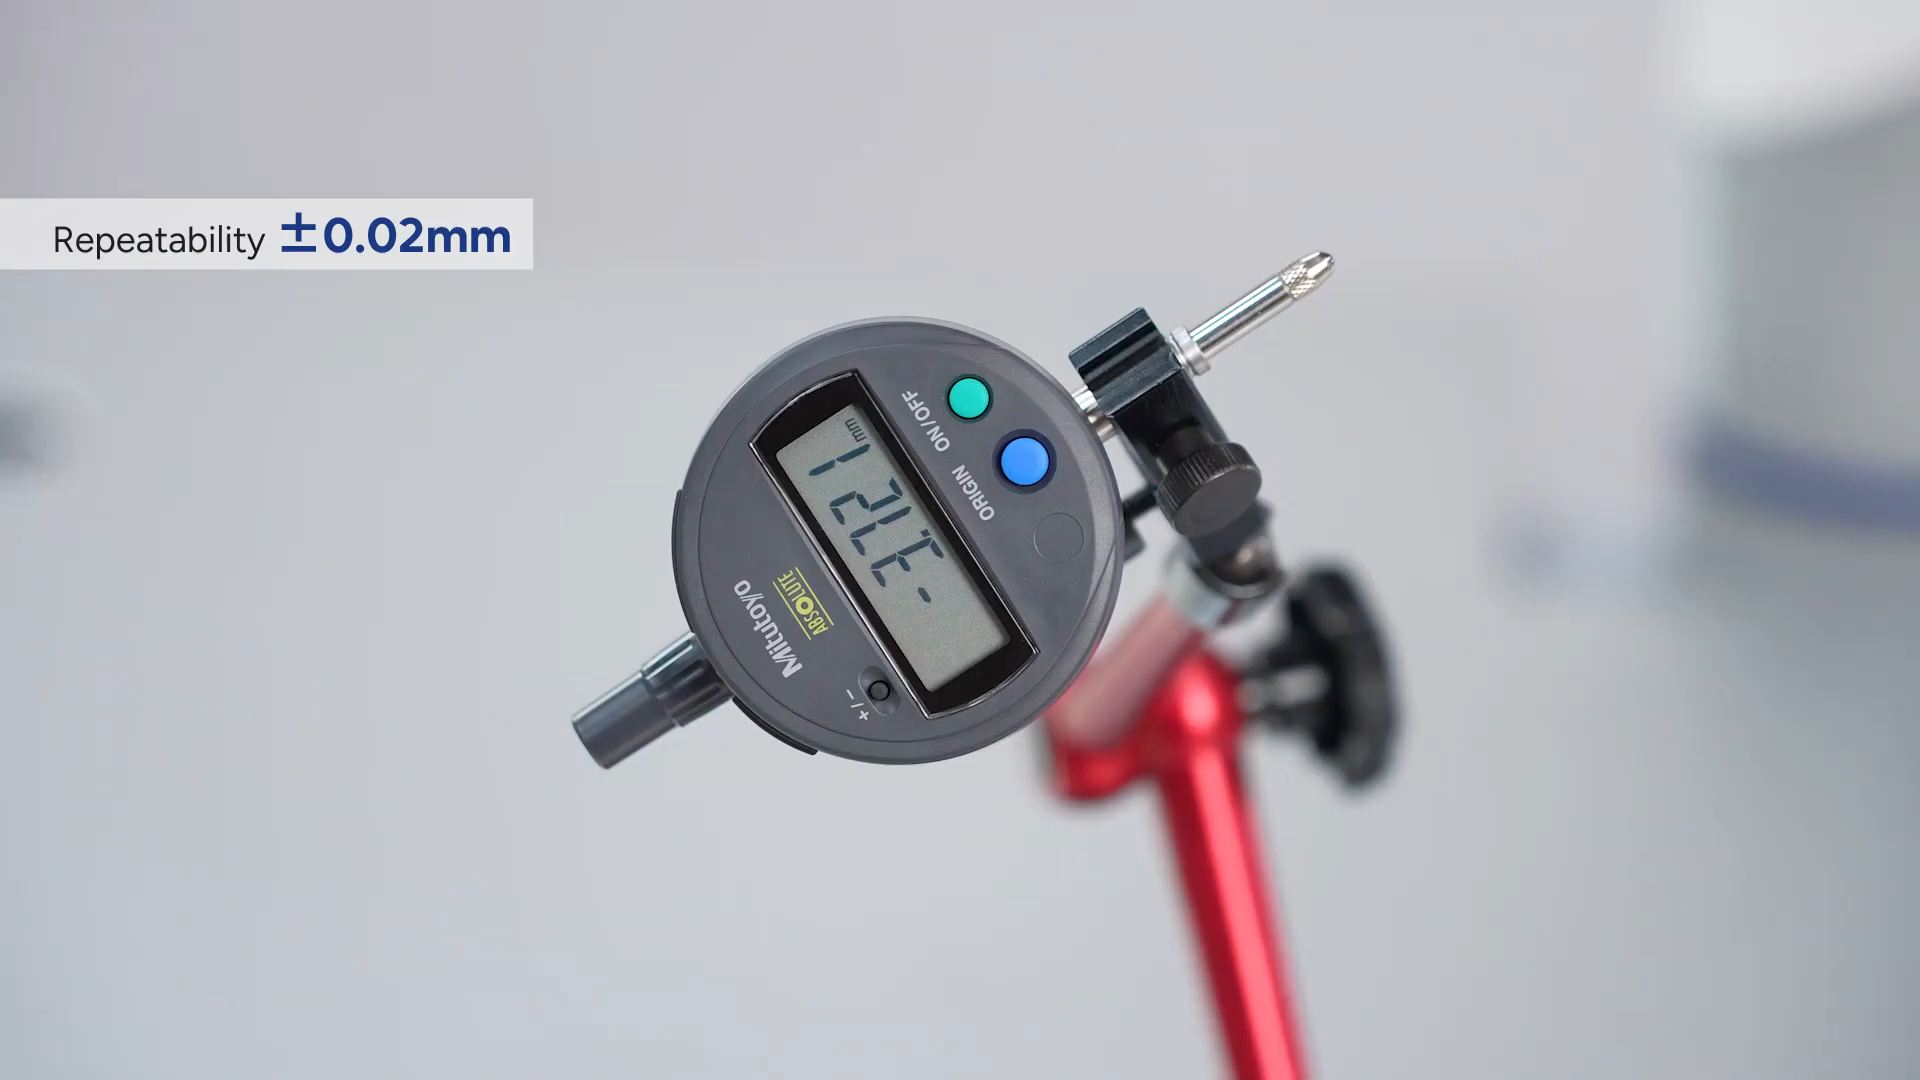 Repeatability ±0.02mm
ON/OFF
ORIGIN
mm
ABSOLUTE
Mitutoyo
+/−